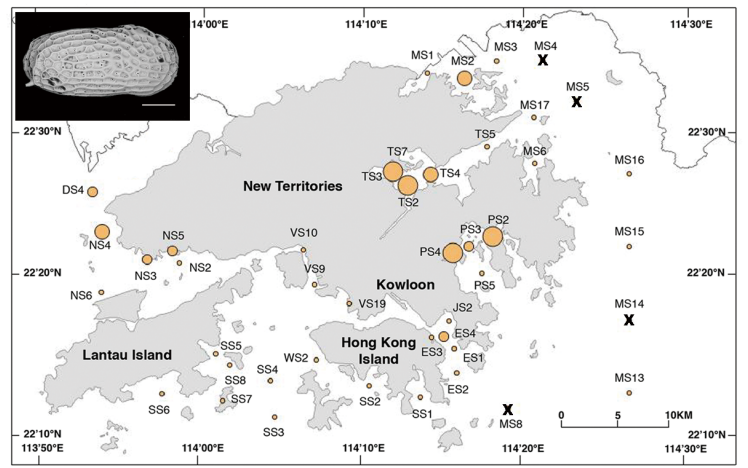 114'00"E
114'10"E
114'20"E
114'30"E
MS1
MS2
MS3
MS4
X
MS5
X
MS17
22'30"N
22'30"N
TS5
TS7
MS6
MS16
TS3
TS4
DS4
New Territories
TS2
PS2
VS10
PS3
NS5
MS15
NS4
PS4
NS3
NS2
VS9
22'20"N
22'20"N
Kowloon
PS5
NS6
VS19
MS14
JS2
X
ES4
Hong Kong
Island
Lantau Island
SS5
WS2
ES3
ES1
SS4
SS8
MS13
ES2
SS2
SS7
SS6
SS1
X
0
5
10KM
MS8
SS3
22'10"N
22'10"N
113'50"E
114'00"E
114'10"E
114'20"E
114'30"E